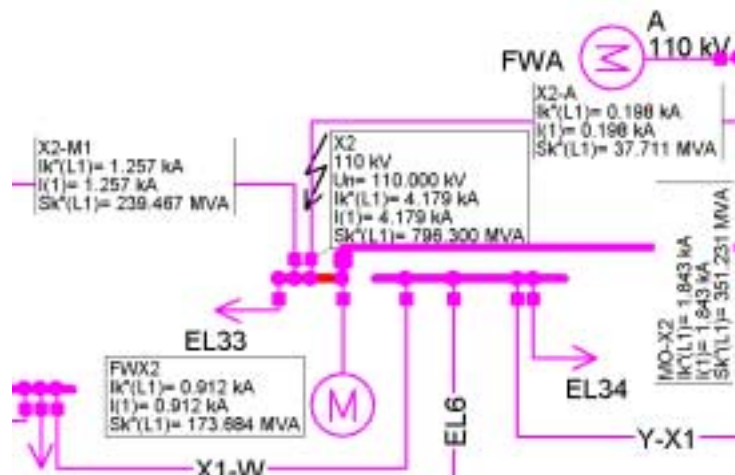 A
110 kV
FWA
X2-A
Ik"(L1)= 0.198 kA
I(1)= 0.198 kA
Sk"(L1)= 37.711 MVA
X2-M1
Ik"(L1)= 1.257 kA
I(1)= 1.257 kA
Sk"(L1)= 239.467 MVA
X2
110 kV
Un= 110.000 kV
Ik"(L1)= 4.179 kA
I(1)= 4.179 kA
Sk"(L1)= 796.300 MVA
MO-X2
Ik"(L1)= 1.843 kA
I(1)= 1.843 kA
Sk"(L1)= 351.231 MVA
EL33
FWX2
Ik"(L1)= 0.912 kA
I(1)= 0.912 kA
Sk"(L1)= 173.684 MVA
M
EL34
EL6
Y-X1
X1-W